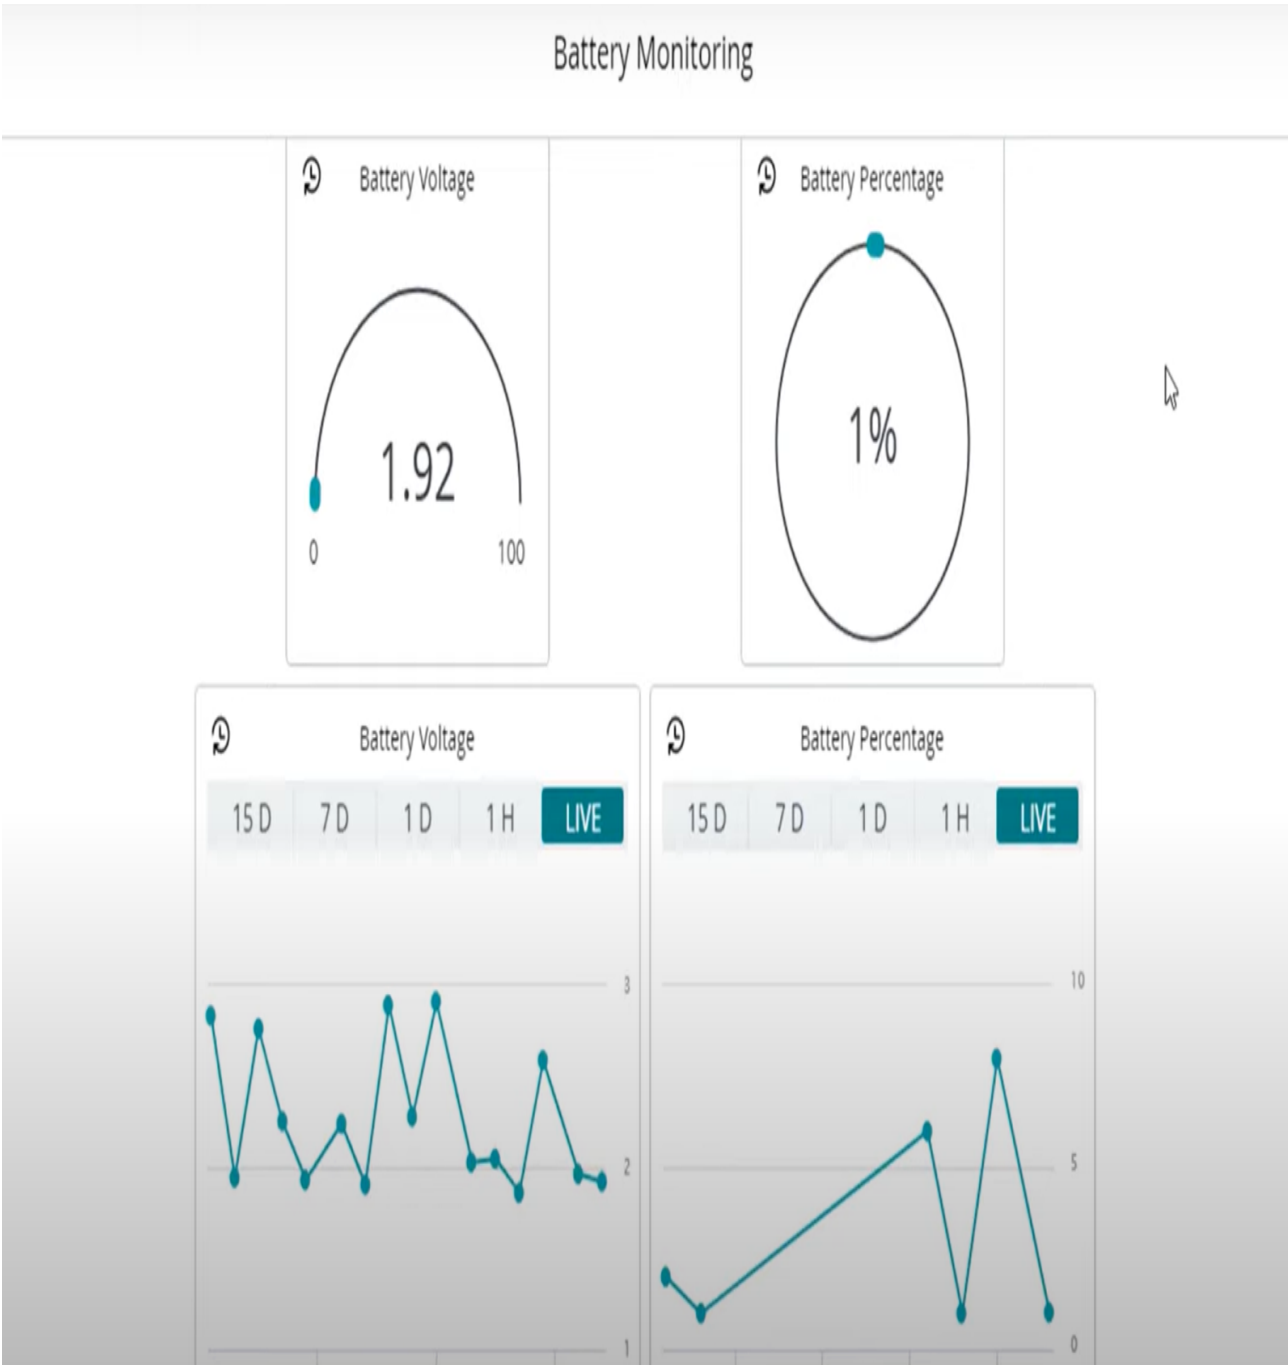 Battery Monitoring
Battery Voltage
Battery Percentage
1.92
0
100
1%
Battery Voltage
15 D 7 D 1 D 1 H LIVE
3
2
1
Battery Percentage
15 D 7 D 1 D 1 H LIVE
10
5
0